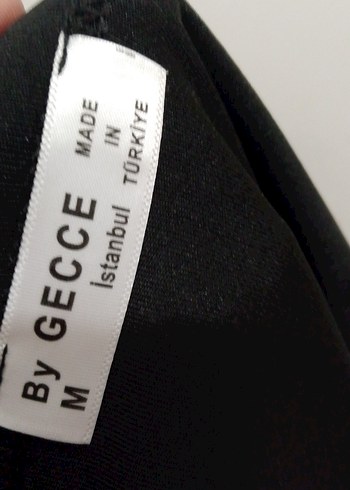 By GECCE
M
İstanbul
MADE
IN
TÜRKİYE